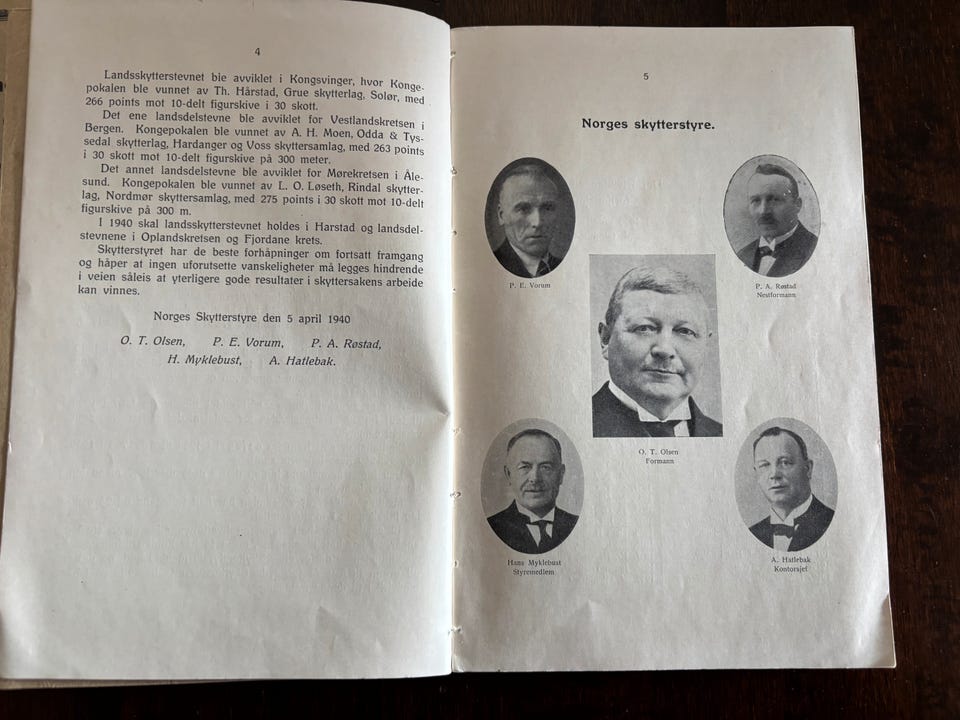 4
Landsskytterstevnet ble avviklet i Kongsvinger, hvor Konge-
pokalen ble vunnet av Th. Hårstad, Grue skytterlag, Solør, med
266 points mot 10-delt figurskive i 30 skott.
Det ene landsdelstevne ble avviklet for Vestlandskretsen i
Bergen. Kongepokalen ble vunnet av A. H. Moen, Odda & Tys-
sedal skytterlag, Hardanger og Voss skyttersamlag, med 263 points
i 30 skott mot 10-delt figurskive på 300 meter.
Det annet landsdelstevne ble avviklet for Mørekretsen i Åle-
sund. Kongepokalen ble vunnet av L. O. Løseth, Rindal skytter-
lag, Nordmør skyttersamlag, med 275 points i 30 skott mot 10-delt
figurskive på 300 m.
I 1940 skal landsskytterstevnet holdes i Harstad og landsdel-
stevnene i Oplandskretsen og Fjordane krets.
Skytterstyret har de beste forhåpninger om fortsatt framgang
og håper at ingen uforutsette vanskeligheter må legges hindrende
i veien såleis at yterligere gode resultater i skyttersakens arbeide
kan vinnes.
Norges Skytterstyre den 5 april 1940
O. T. Olsen, P. E. Vorum, P. A. Røstad,
H. Myklebust, A. Hatlebak.
5
Norges skytterstyre.
P. E. Vorum
P. A. Røstad
Nestformann
O. T. Olsen
Formann
Hans Myklebust
Styremedlem
A. Hatlebak
Kontorsjef